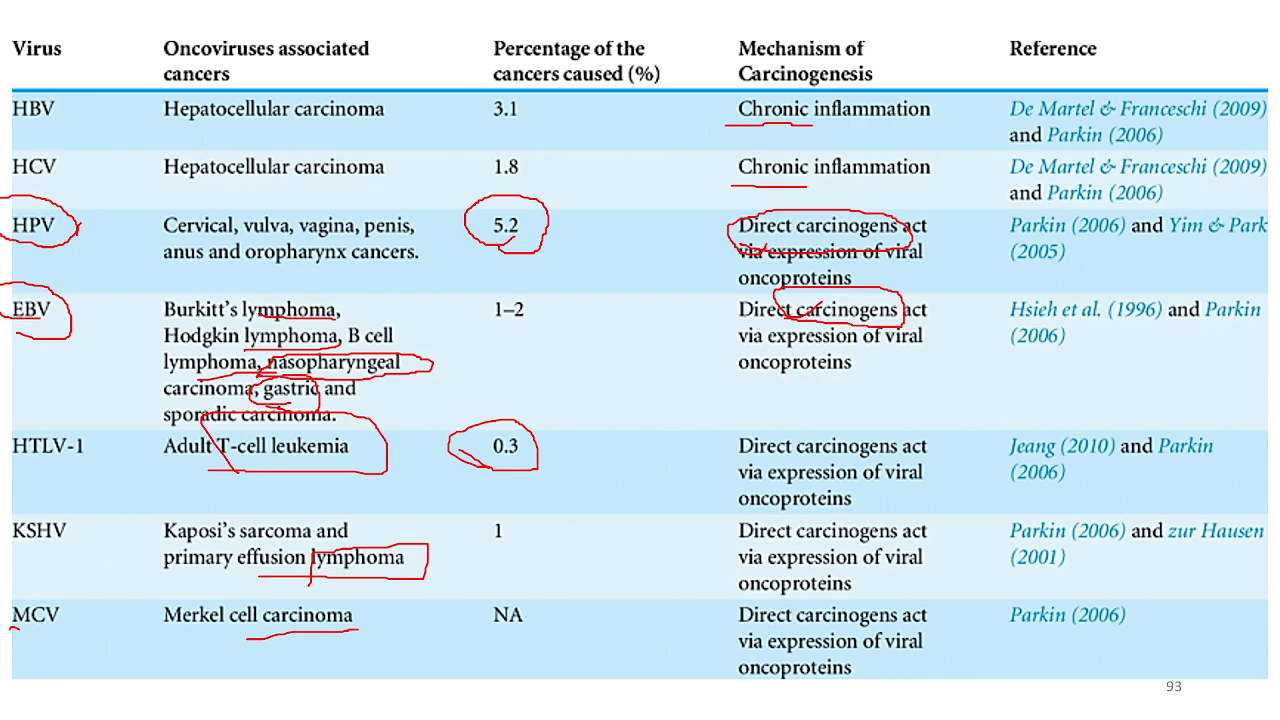 Virus Oncoviruses associated cancers Percentage of the cancers caused (%) Mechanism of Carcinogenesis Reference
HBV Hepatocellular carcinoma 3.1 Chronic inflammation De Martel & Franceschi (2009) and Parkin (2006)
HCV Hepatocellular carcinoma 1.8 Chronic inflammation De Martel & Franceschi (2009) and Parkin (2006)
HPV Cervical, vulva, vagina, penis, anus and oropharynx cancers. 5.2 Direct carcinogens act via expression of viral oncoproteins Parkin (2006) and Yim & Park (2005)
EBV Burkitt's lymphoma, Hodgkin lymphoma, B cell lymphoma, nasopharyngeal carcinoma, gastric and sporadic carcinoma. 1–2 Direct carcinogens act via expression of viral oncoproteins Hsieh et al. (1996) and Parkin (2006)
HTLV-1 Adult T-cell leukemia 0.3 Direct carcinogens act via expression of viral oncoproteins Jeang (2010) and Parkin (2006)
KSHV Kaposi's sarcoma and primary effusion lymphoma 1 Direct carcinogens act via expression of viral oncoproteins Parkin (2006) and zur Hausen (2001)
MCV Merkel cell carcinoma NA Direct carcinogens act via expression of viral oncoproteins Parkin (2006)
93